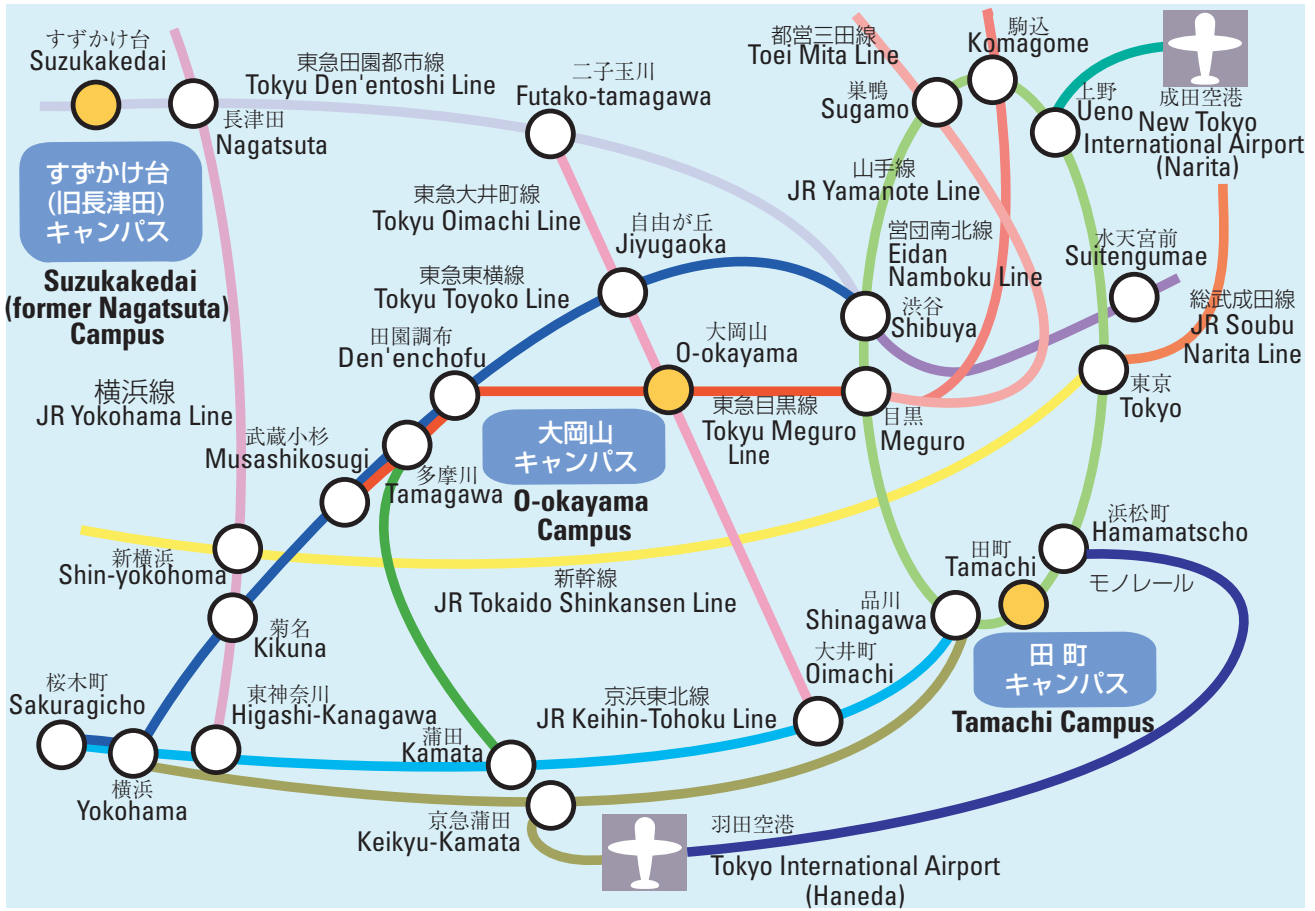 すずかけ台
Suzukakedai
東急田園都市線
Tokyu Den'entoshi Line
長津田
Nagatsuta
すずかけ台
(旧長津田)
キャンパス
Suzukakedai
(former Nagatsuta)
Campus
二子玉川
Futako-tamagawa
都営三田線
Toei Mita Line
駒込
Komagome
巣鴨
Sugamo
上野
Ueno
成田空港
New Tokyo
International Airport
(Narita)
山手線
JR Yamanote Line
東急大井町線
Tokyu Oimachi Line
自由が丘
Jiyugaoka
営団南北線
Eidan
Namboku Line
水天宮前
Suitengumae
東急東横線
Tokyu Toyoko Line
渋谷
Shibuya
総武成田線
JR Soubu
Narita Line
田園調布
Den'enchofu
大岡山
O-okayama
東京
Tokyo
横浜線
JR Yokohama Line
武蔵小杉
Musashikosugi
多摩川
Tamagawa
大岡山
キャンパス
O-okayama
Campus
東急目黒線
Tokyu Meguro
Line
目黒
Meguro
浜松町
Hamamatscho
新横浜
Shin-yokohoma
新幹線
JR Tokaido Shinkansen Line
田町
Tamachi
モノレール
品川
Shinagawa
菊名
Kikuna
大井町
Oimachi
田町
キャンパス
Tamachi Campus
桜木町
Sakuragicho
東神奈川
Higashi-Kanagawa
京浜東北線
JR Keihin-Tohoku Line
蒲田
Kamata
横浜
Yokohama
京急蒲田
Keikyu-Kamata
羽田空港
Tokyo International Airport
(Haneda)